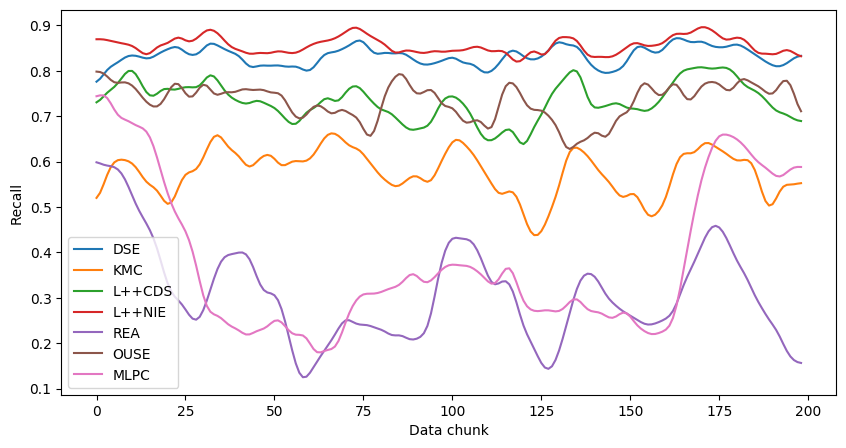 0.9
0.8
0.7
0.6
0.5
0.4
0.3
0.2
0.1
Recall
DSE
KMC
L++CDS
L++NIE
REA
OUSE
MLPC
0 25 50 75 100 125 150 175 200
Data chunk